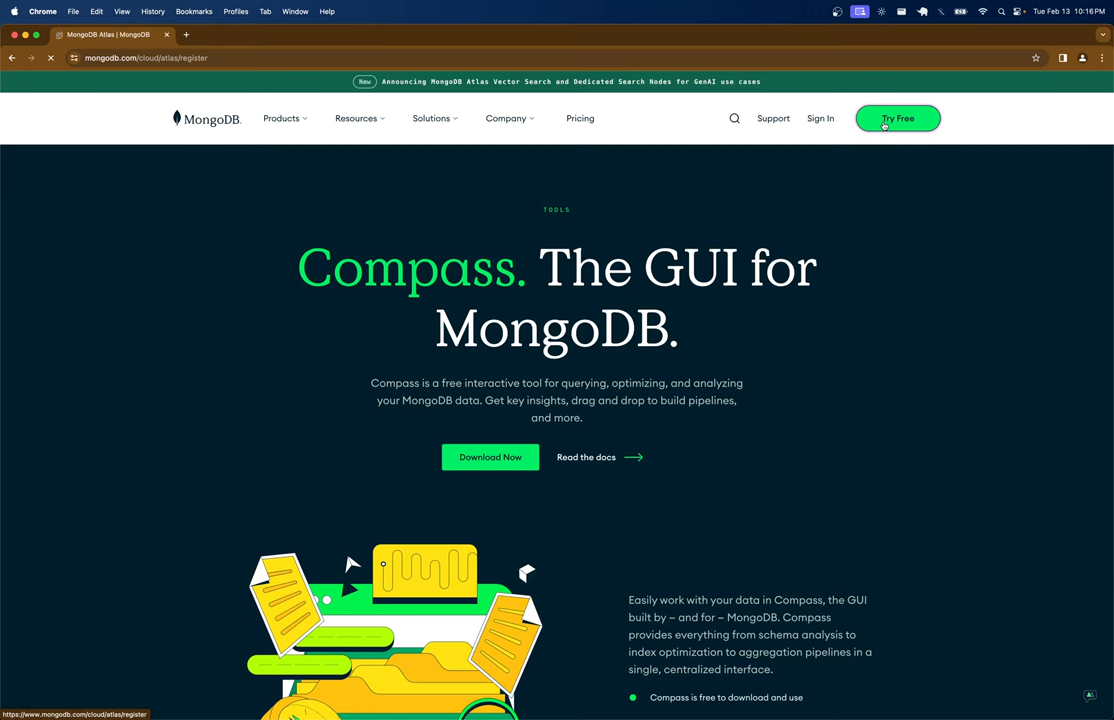 Chrome File Edit View History Bookmarks Profiles Tab Window Help Tue Feb 13 10:16 PM
MongoDB Atlas | MongoDB
mongodb.com/cloud/atlas/register
New Announcing MongoDB Atlas Vector Search and Dedicated Search Nodes for GenAI use cases
MongoDB. Products Resources Solutions Company Pricing Support Sign In Try Free
TOOLS
Compass. The GUI for
MongoDB.
Compass is a free interactive tool for querying, optimizing, and analyzing
your MongoDB data. Get key insights, drag and drop to build pipelines,
and more.
Download Now Read the docs
Easily work with your data in Compass, the GUI
built by — and for — MongoDB. Compass
provides everything from schema analysis to
index optimization to aggregation pipelines in a
single, centralized interface.
Compass is free to download and use
https://www.mongodb.com/cloud/atlas/register